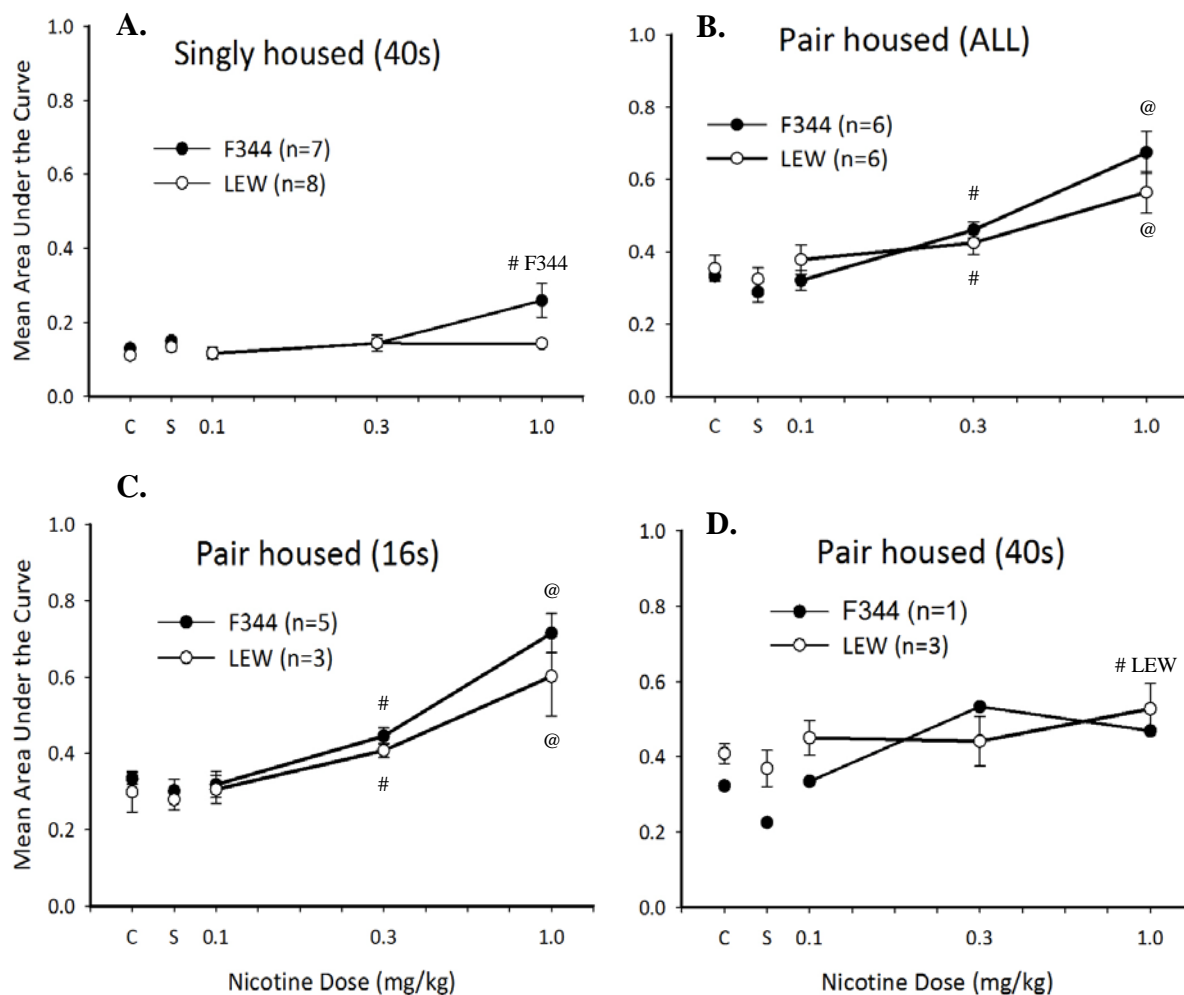 A.
Singly housed (40s)
F344 (n=7)
LEW (n=8)
# F344
Mean Area Under the Curve
1.0
0.8
0.6
0.4
0.2
0.0
C S 0.1 0.3 1.0
B.
Pair housed (ALL)
F344 (n=6)
LEW (n=6)
@
#
@
#
1.0
0.8
0.6
0.4
0.2
0.0
C S 0.1 0.3 1.0
C.
Pair housed (16s)
F344 (n=5)
LEW (n=3)
@
#
@
#
Mean Area Under the Curve
1.0
0.8
0.6
0.4
0.2
0.0
C S 0.1 0.3 1.0
Nicotine Dose (mg/kg)
D.
Pair housed (40s)
F344 (n=1)
LEW (n=3)
# LEW
1.0
0.8
0.6
0.4
0.2
0.0
C S 0.1 0.3 1.0
Nicotine Dose (mg/kg)